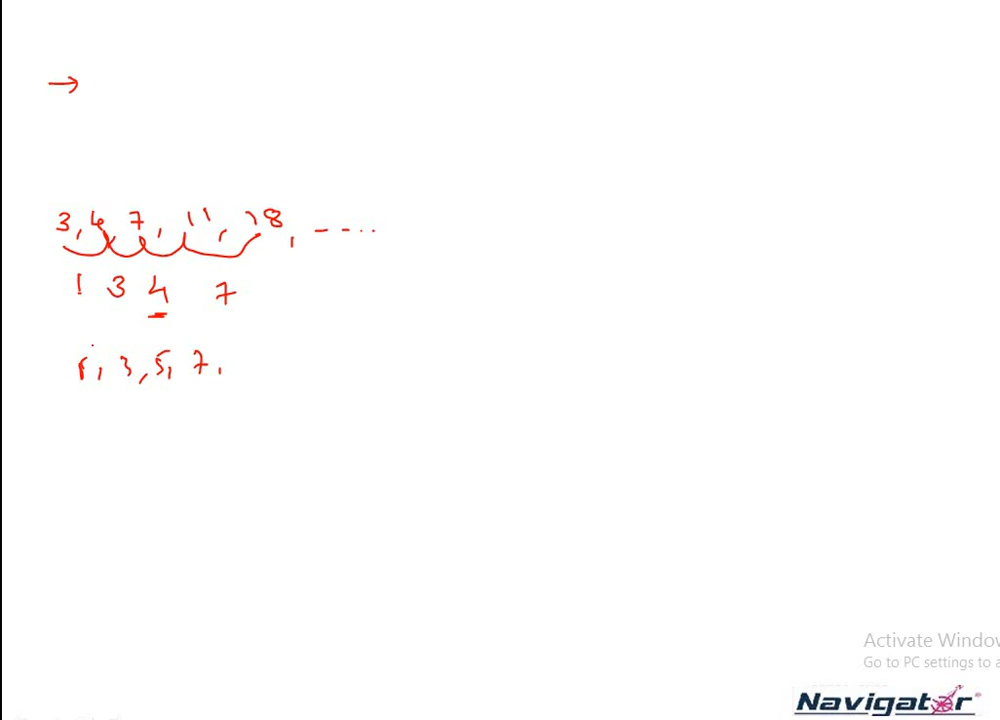 →
3, 4, 7, 11, 18, ----..
1 3 4 7
1, 3, 5, 7,
Activate Window
Go to PC settings to a
Navigator